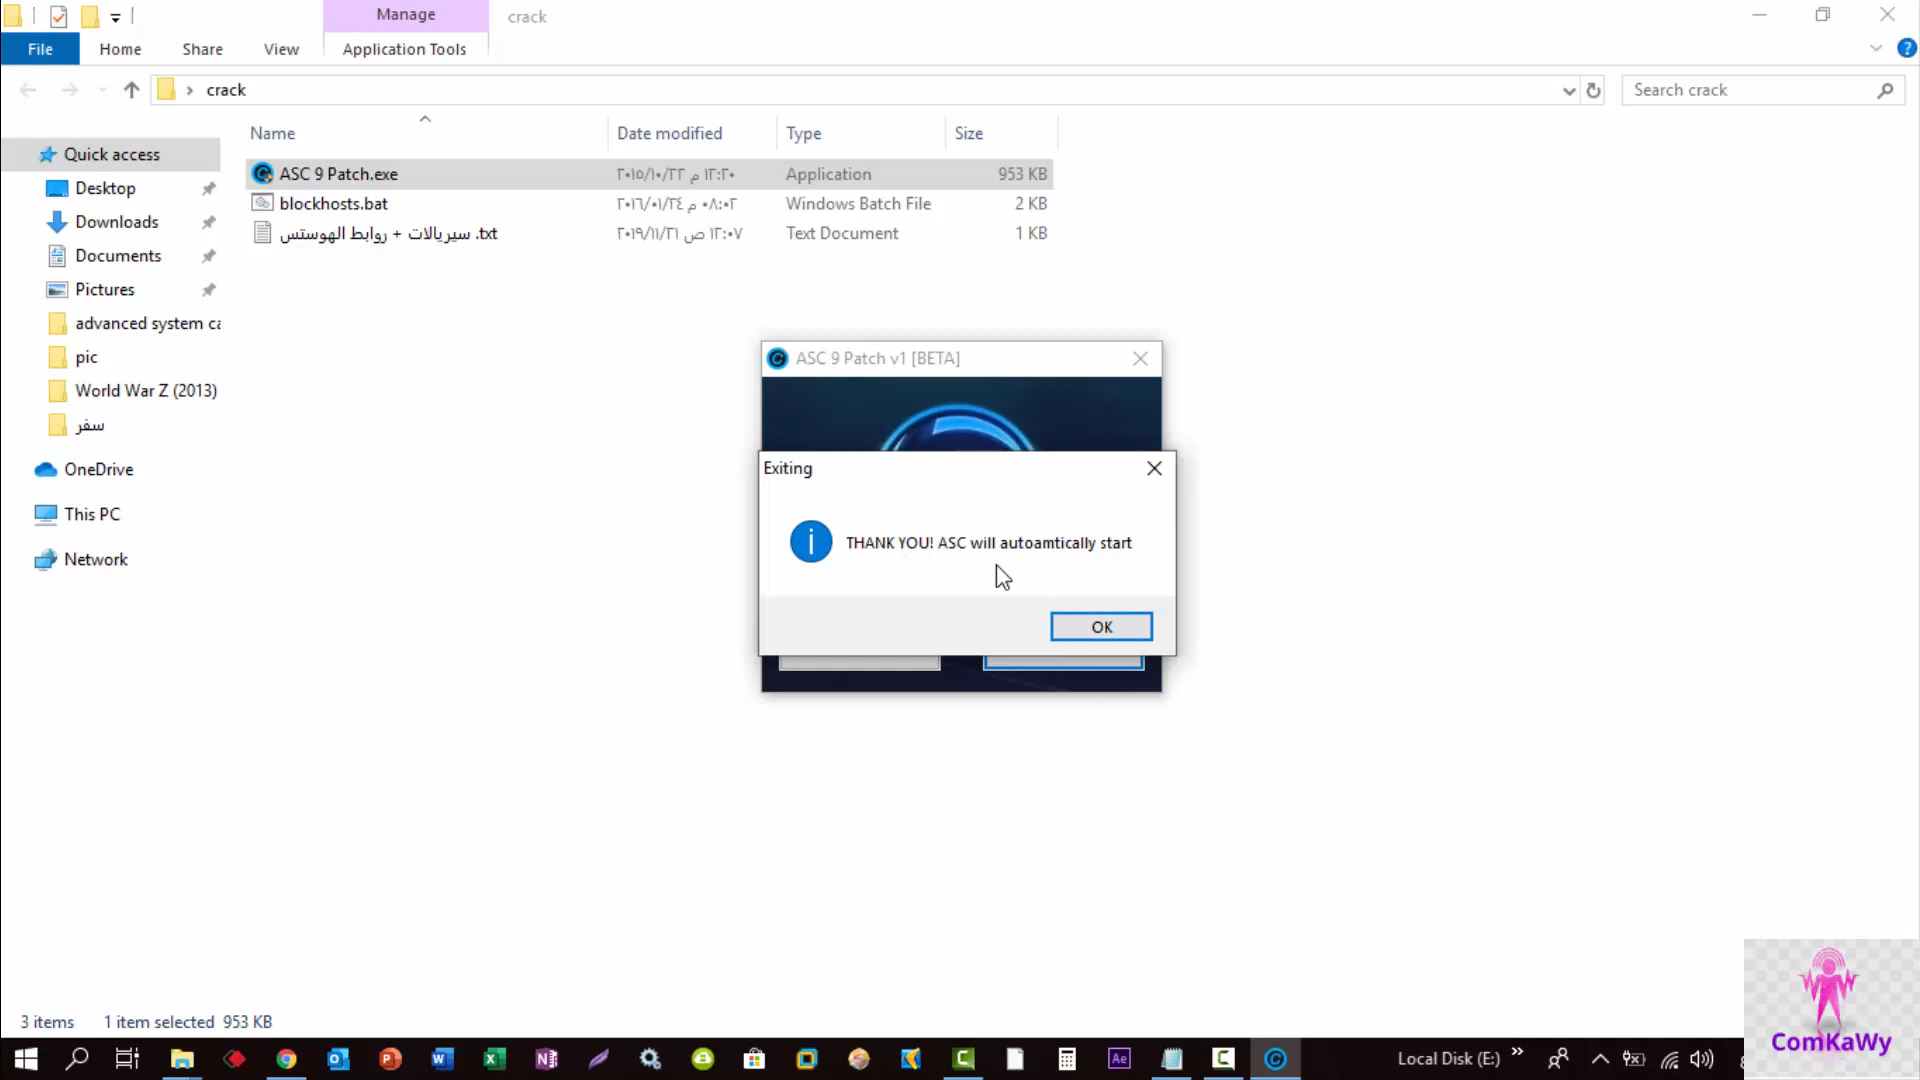 Manage
crack
File
Home
Share
View
Application Tools
crack
Search crack
Name
Date modified
Type
Size
Quick access
Desktop
Downloads
Documents
Pictures
advanced system ca
pic
World War Z (2013)
سفر
OneDrive
This PC
Network
ASC 9 Patch.exe
٢٠١٥/١٠/٢٢ م ١٢:٢٠
Application
953 KB
blockhosts.bat
٢٠١٦/٠١/٢٤ م ٠٨:٠٢
Windows Batch File
2 KB
سيريالات + روابط الهوستس .txt
٢٠١٩/١١/٢١ ص ١٢:٠٧
Text Document
1 KB
ASC 9 Patch v1 [BETA]
Exiting
THANK YOU! ASC will autoamtically start
OK
3 items
1 item selected 953 KB
Local Disk (E:)
ComKaWy